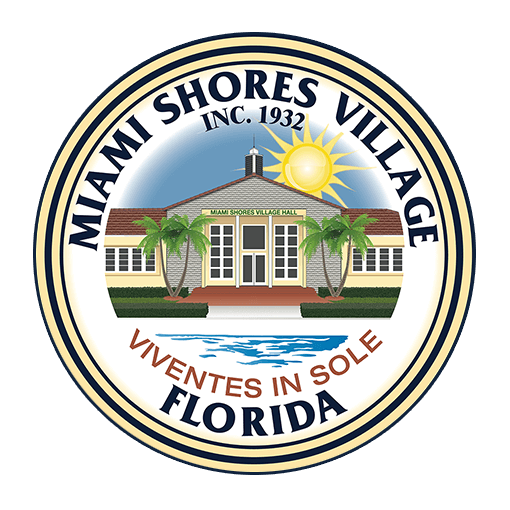 MIAMI SHORES VILLAGE
INC. 1932
MIAMI SHORES VILLAGE HALL
VIVENTES IN SOLE
FLORIDA